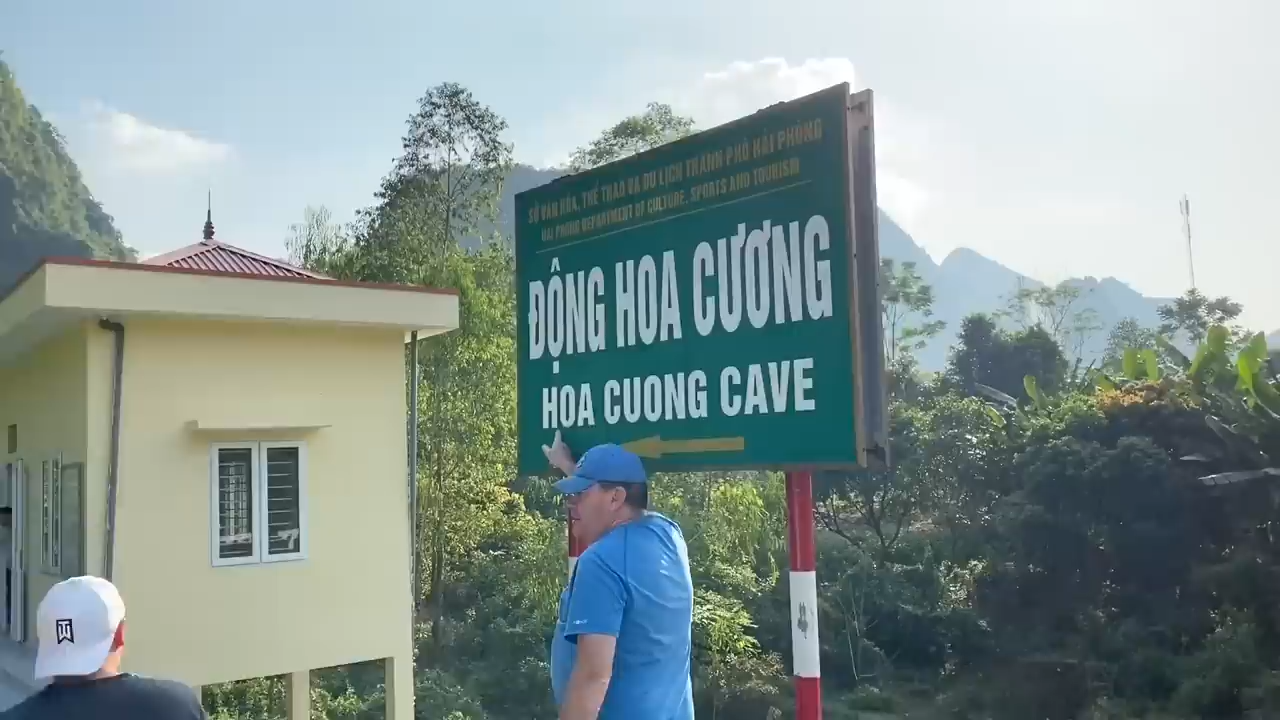 SỞ VĂN HÓA, THỂ THAO VÀ DU LỊCH THÀNH PHỐ HẢI PHÒNG
HAI PHONG DEPARTMENT OF CULTURE, SPORTS AND TOURISM
ĐỘNG HOA CƯƠNG
HOA CUONG CAVE